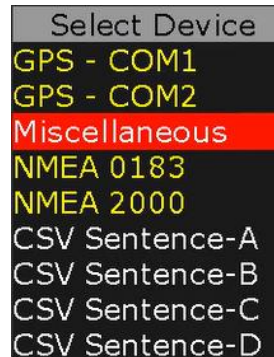 Select Device
GPS - COM1
GPS - COM2
Miscellaneous
NMEA 0183
NMEA 2000
CSV Sentence-A
CSV Sentence-B
CSV Sentence-C
CSV Sentence-D